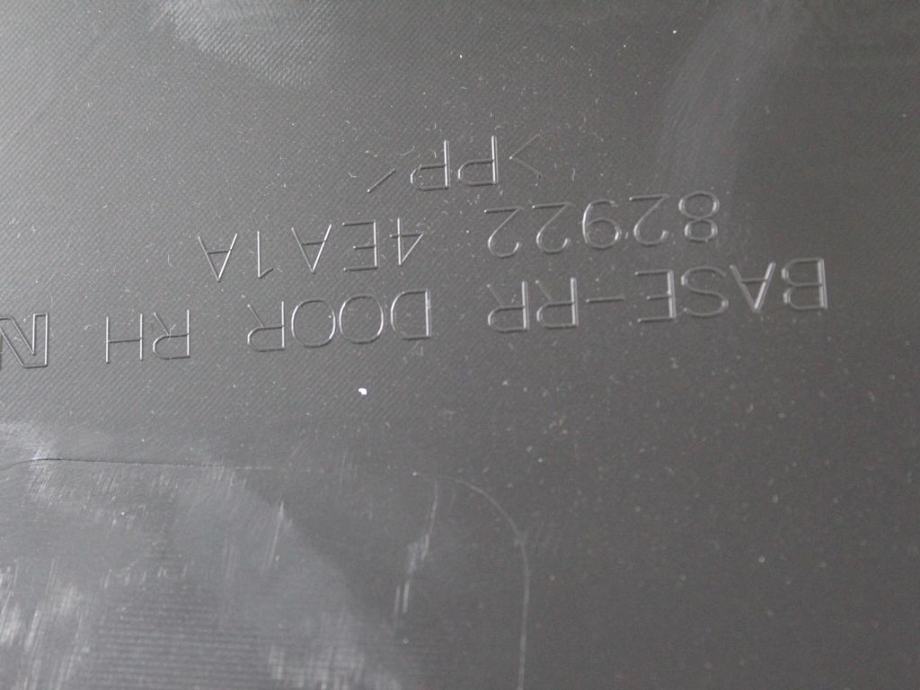 BASE-RR DOOR RH N
82922 4EA1A
>PP<